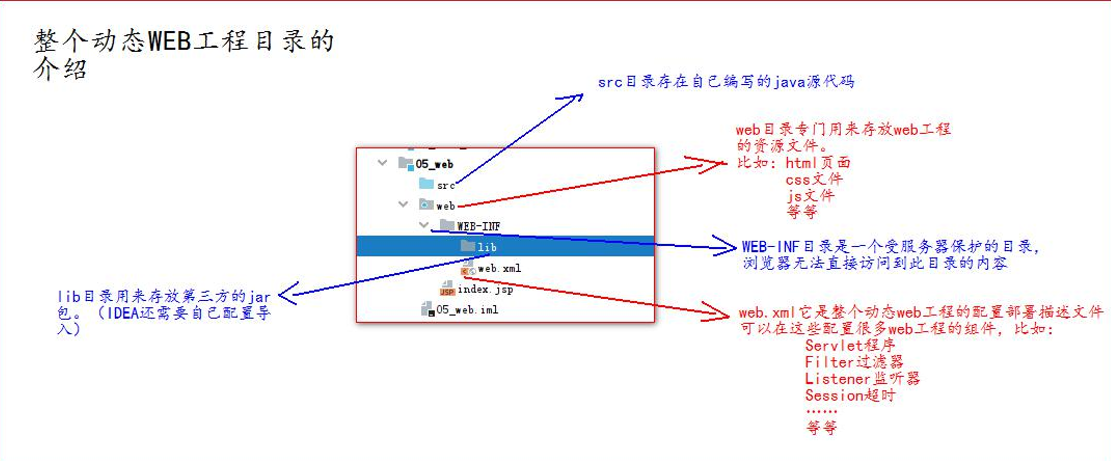 整个动态WEB工程目录的
介绍
src目录存在自己编写的java源代码
web目录专门用来存放web工程
的资源文件。
比如：html页面
css文件
js文件
等等
05_web
src
web
WEB-INF
lib
web.xml
index.jsp
05_web.iml
WEB-INF目录是一个受服务器保护的目录，
浏览器无法直接访问到此目录的内容
lib目录用来存放第三方的jar
包。（IDEA还需要自己配置导
入）
web.xml它是整个动态web工程的配置部署描述文件
可以在这些配置很多web工程的组件，比如：
Servlet程序
Filter过滤器
Listener监听器
Session超时
……
等等